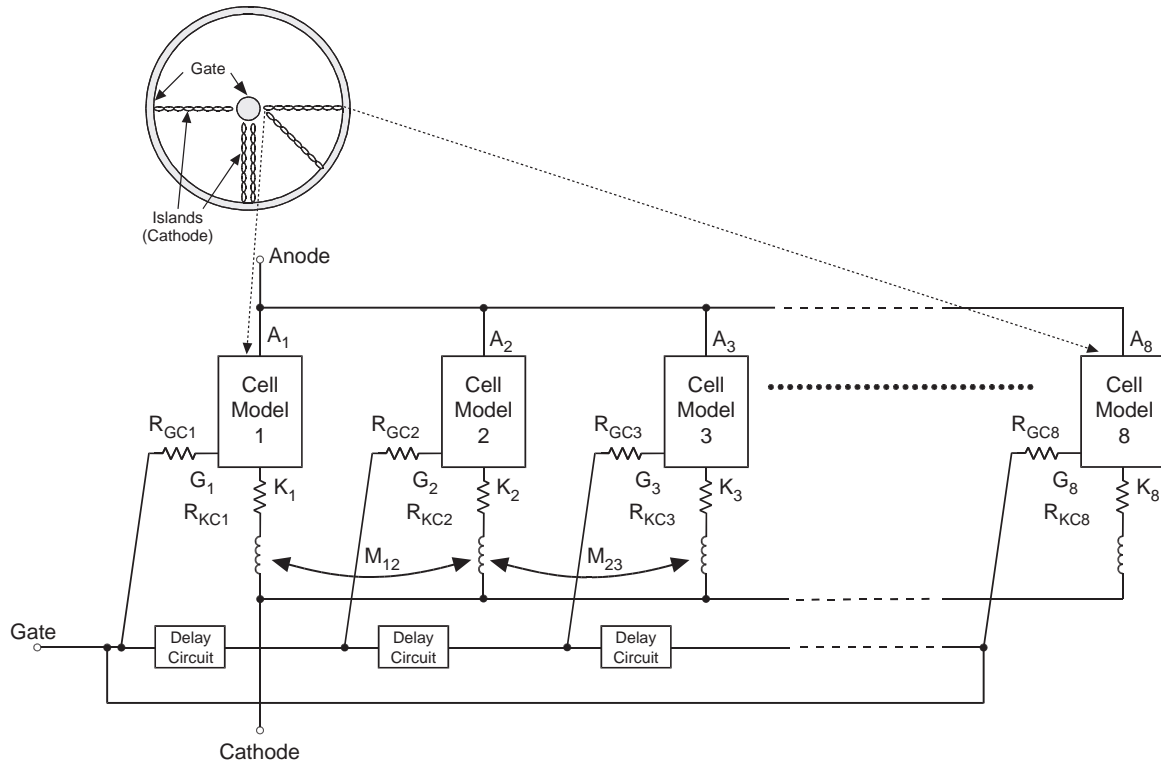 Gate
Islands
(Cathode)
Anode
A1
A2
A3
A8
Cell
Model
1
Cell
Model
2
Cell
Model
3
Cell
Model
8
RGC1
RGC2
RGC3
RGC8
G1
K1
G2
K2
G3
K3
G8
K8
RKC1
RKC2
RKC3
RKC8
M12
M23
Gate
Delay
Circuit
Delay
Circuit
Delay
Circuit
Cathode